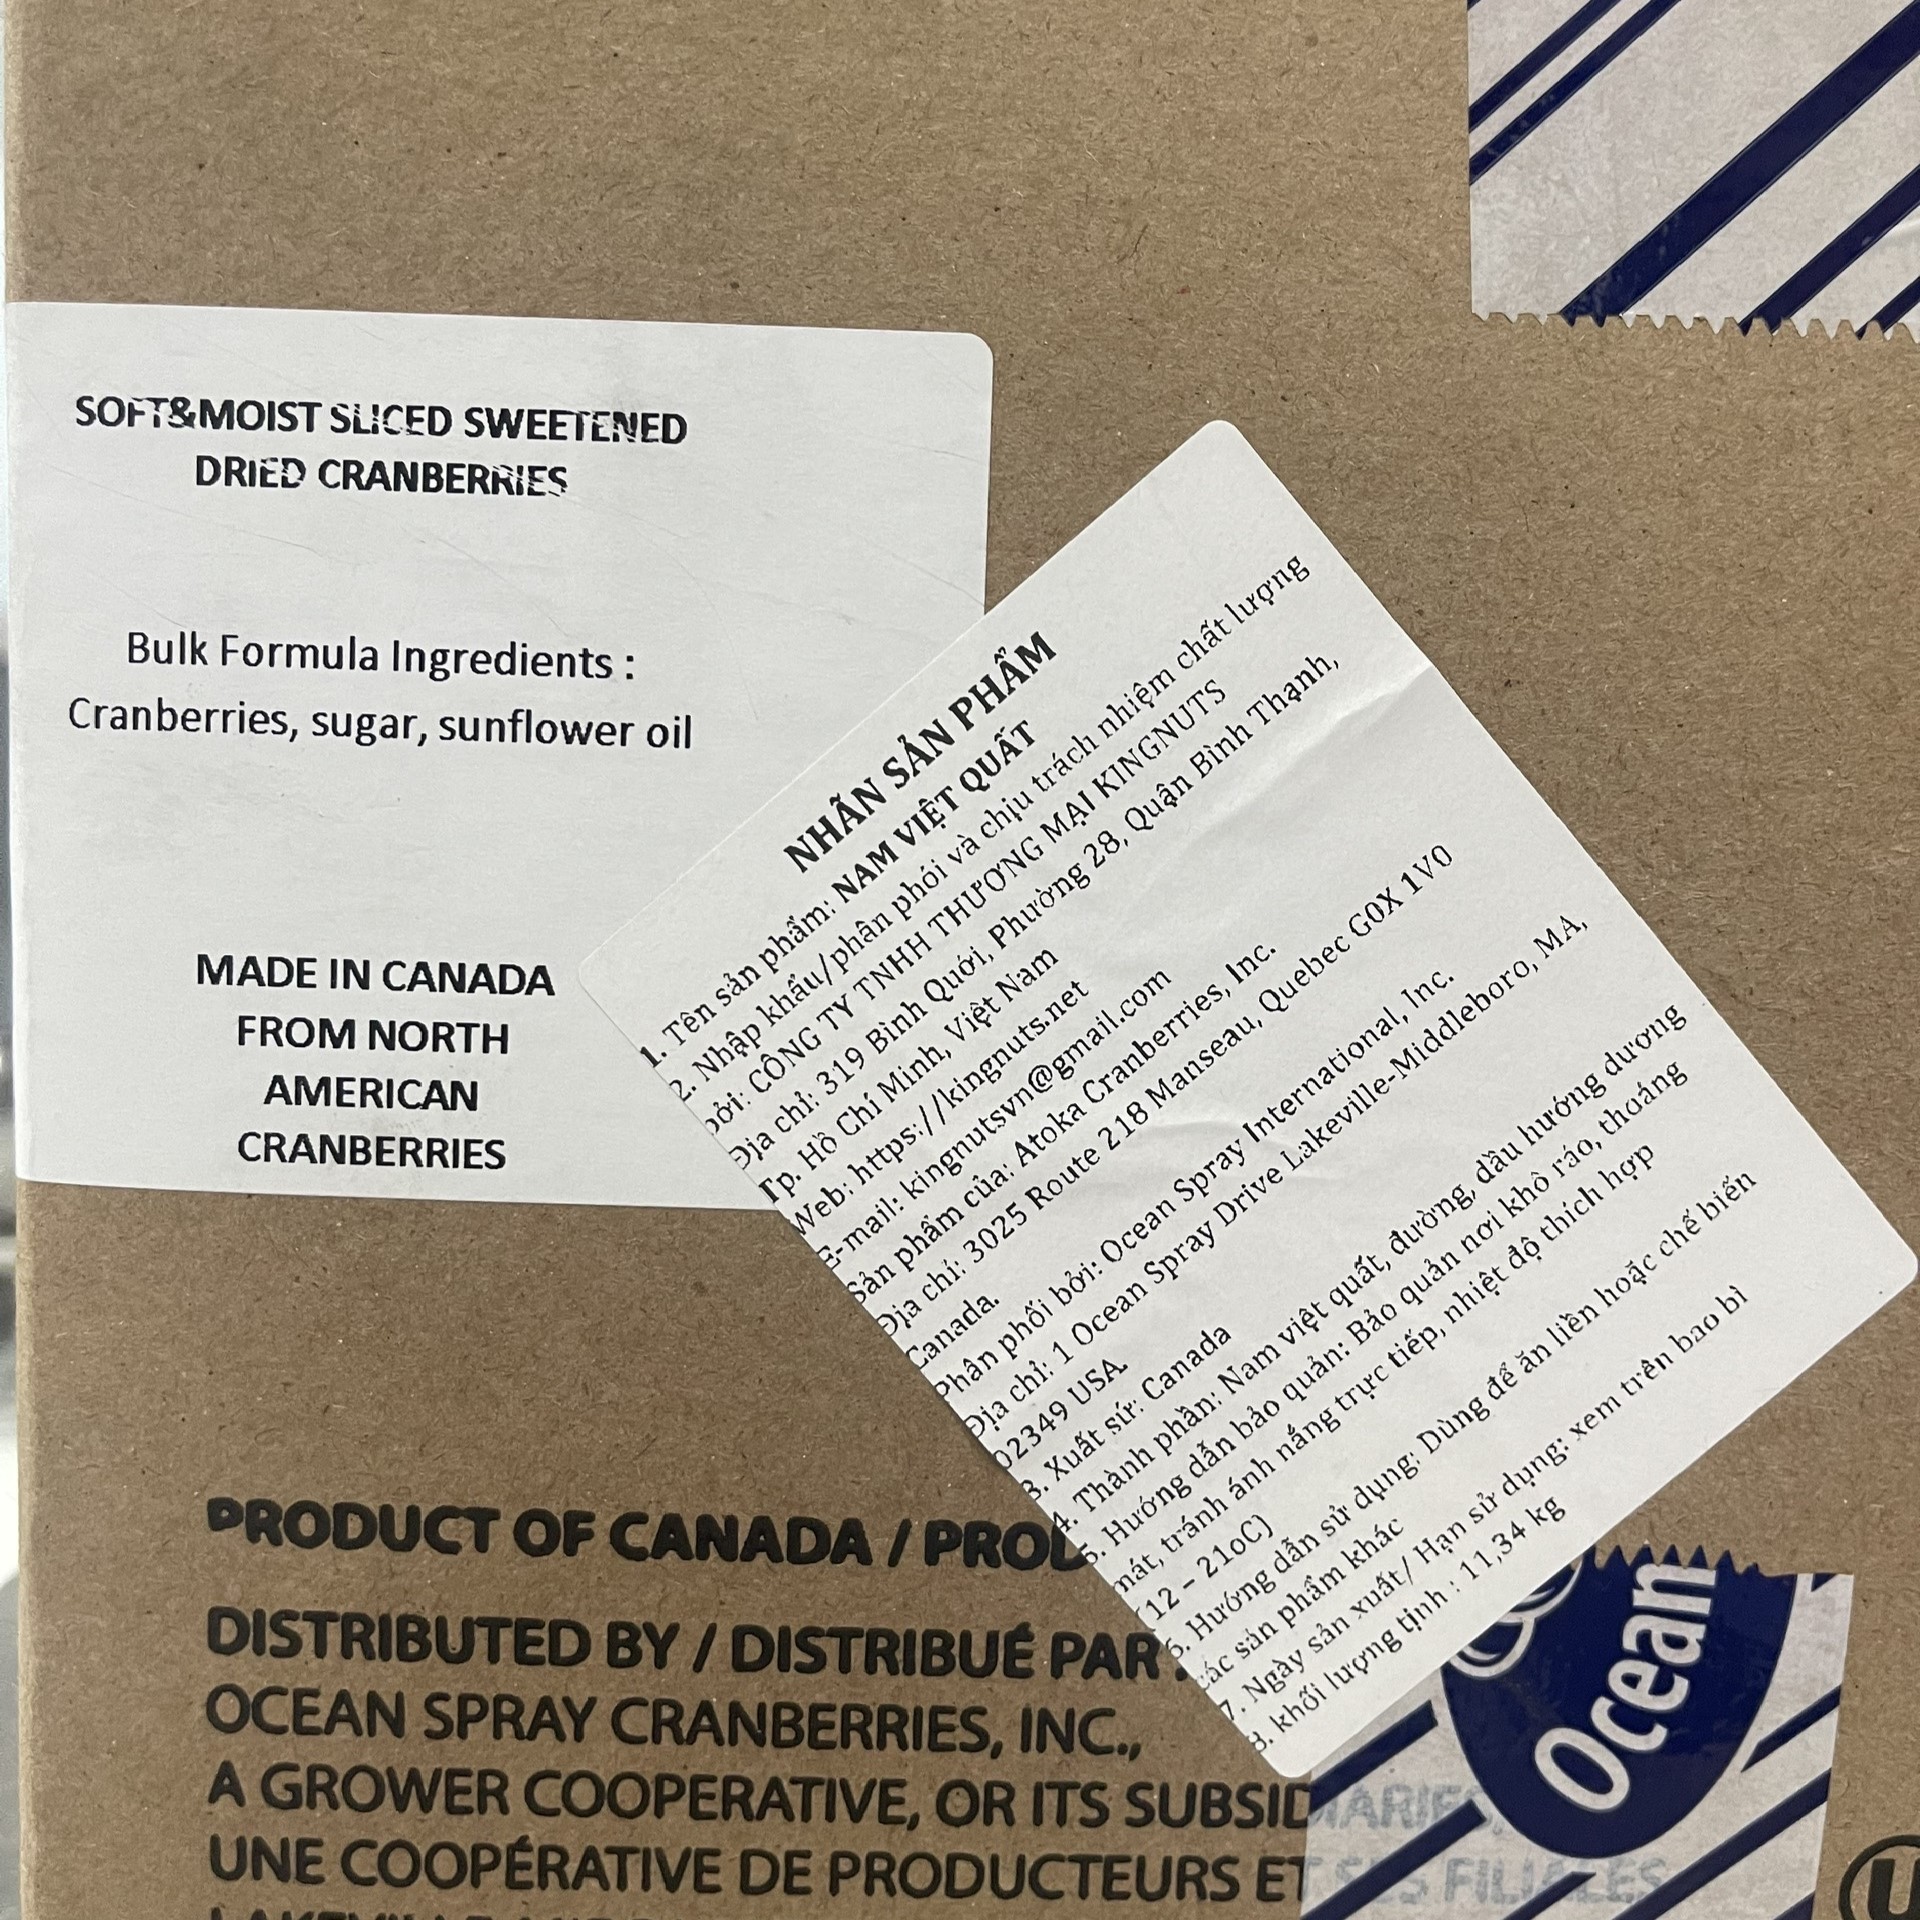 SOFT&MOIST SLICED SWEETENED
DRIED CRANBERRIES
Bulk Formula Ingredients :
Cranberries, sugar, sunflower oil
MADE IN CANADA
FROM NORTH
AMERICAN
CRANBERRIES
NHÃN SẢN PHẨM
1. Tên sản phẩm: NAM VIỆT QUẤT
2. Nhập khẩu/phân phối và chịu trách nhiệm chất lượng
bởi: CÔNG TY TNHH THƯƠNG MẠI KINGNUTS
Địa chỉ: 319 Bình Quới, Phường 28, Quận Bình Thạnh,
Tp. Hồ Chí Minh, Việt Nam
Web: https://kingnuts.net
E-mail: kingnutsvn@gmail.com
Sản phẩm của: Atoka Cranberries, Inc.
Địa chỉ: 3025 Route 218 Manseau, Quebec G0X 1V0
Canada.
Phân phối bởi: Ocean Spray International, Inc.
Địa chỉ: 1 Ocean Spray Drive Lakeville-Middleboro, MA,
02349 USA.
3. Xuất sứ: Canada
4. Thành phần: Nam việt quất, đường, dầu hướng dương
5. Hướng dẫn bảo quản: Bảo quản nơi khô ráo, thoáng
mát, tránh ánh nắng trực tiếp, nhiệt độ thích hợp
(12 – 21oC)
6. Hướng dẫn sử dụng: Dùng để ăn liền hoặc chế biến
các sản phẩm khác
7. Ngày sản xuất/ Hạn sử dụng: xem trên bao bì
8. khối lượng tịnh : 11,34 kg
PRODUCT OF CANADA / PROD
DISTRIBUTED BY / DISTRIBUÉ PAR
OCEAN SPRAY CRANBERRIES, INC.,
A GROWER COOPERATIVE, OR ITS SUBSIDIARIES,
UNE COOPÉRATIVE DE PRODUCTEURS ET SES FILIALES
Ocean
U